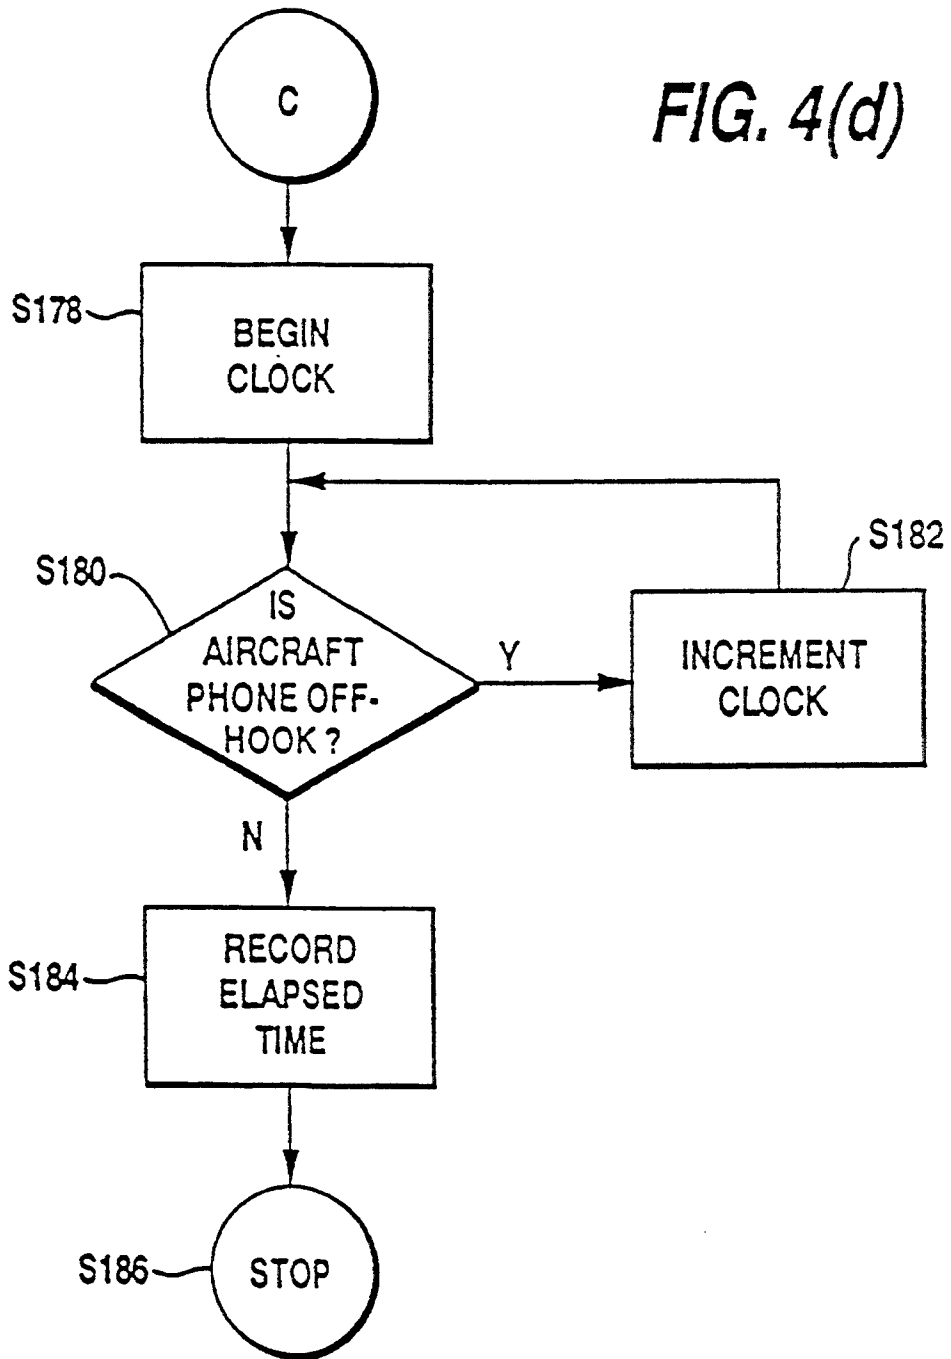 C
FIG. 4(d)
S178
BEGIN
CLOCK
S182
S180
IS
AIRCRAFT
PHONE OFF-
HOOK ?
Y
INCREMENT
CLOCK
N
S184
RECORD
ELAPSED
TIME
S186
STOP